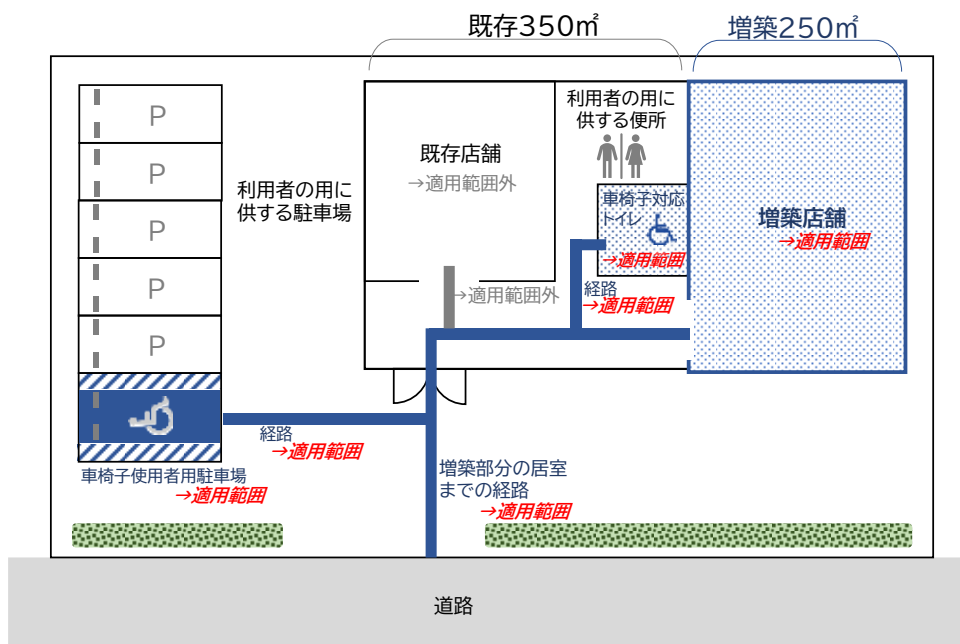 既存350㎡
増築250㎡
P
P
P
P
P
利用者の用に
供する駐車場
既存店舗
→適用範囲外
利用者の用に
供する便所
車椅子対応
トイレ
→適用範囲
増築店舗
→適用範囲
→適用範囲外
経路
→適用範囲
経路
→適用範囲
車椅子使用者用駐車場
→適用範囲
増築部分の居室
までの経路
→適用範囲
道路